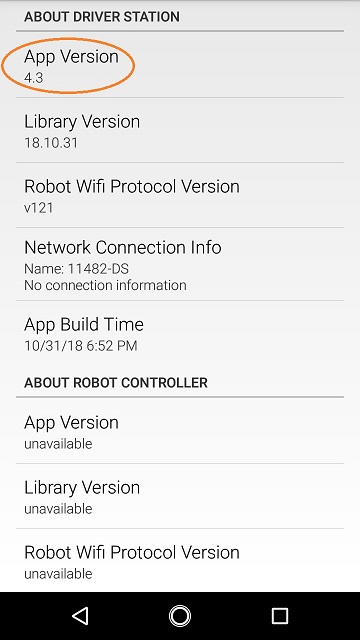 ABOUT DRIVER STATION
App Version
4.3
Library Version
18.10.31
Robot Wifi Protocol Version
v121
Network Connection Info
Name: 11482-DS
No connection information
App Build Time
10/31/18 6:52 PM
ABOUT ROBOT CONTROLLER
App Version
unavailable
Library Version
unavailable
Robot Wifi Protocol Version
unavailable